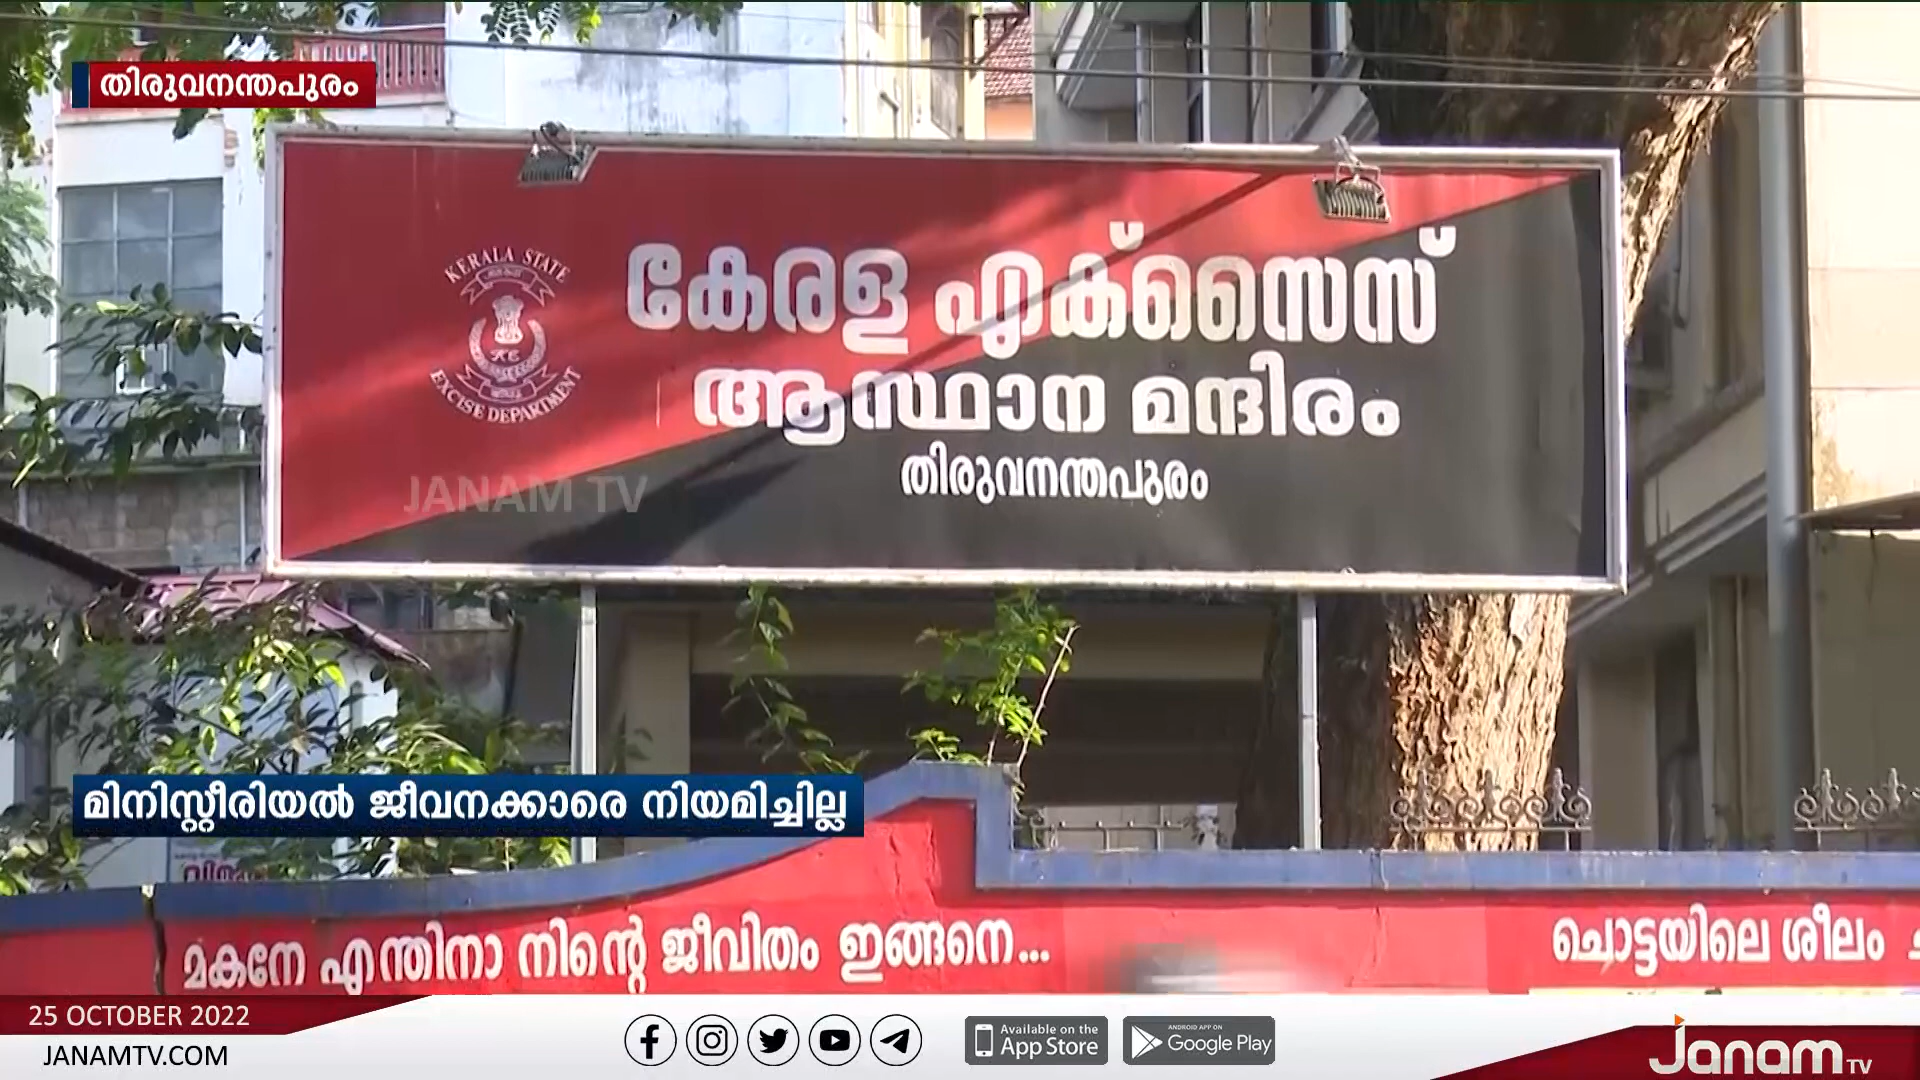 തിരുവനന്തപുരം
KERALA STATE
EXCISE DEPARTMENT
കേരള എക്സൈസ്
ആസ്ഥാന മന്ദിരം
തിരുവനന്തപുരം
JANAM TV
മിനിസ്റ്റീരിയൽ ജീവനക്കാരെ നിയമിച്ചില്ല
മകനേ എന്തിനാ നിന്റെ ജീവിതം ഇങ്ങനെ...
ചൊട്ടയിലെ ശീലം
25 OCTOBER 2022
JANAMTV.COM
Available on the
App Store
ANDROID APP ON
Google Play
Janam TV